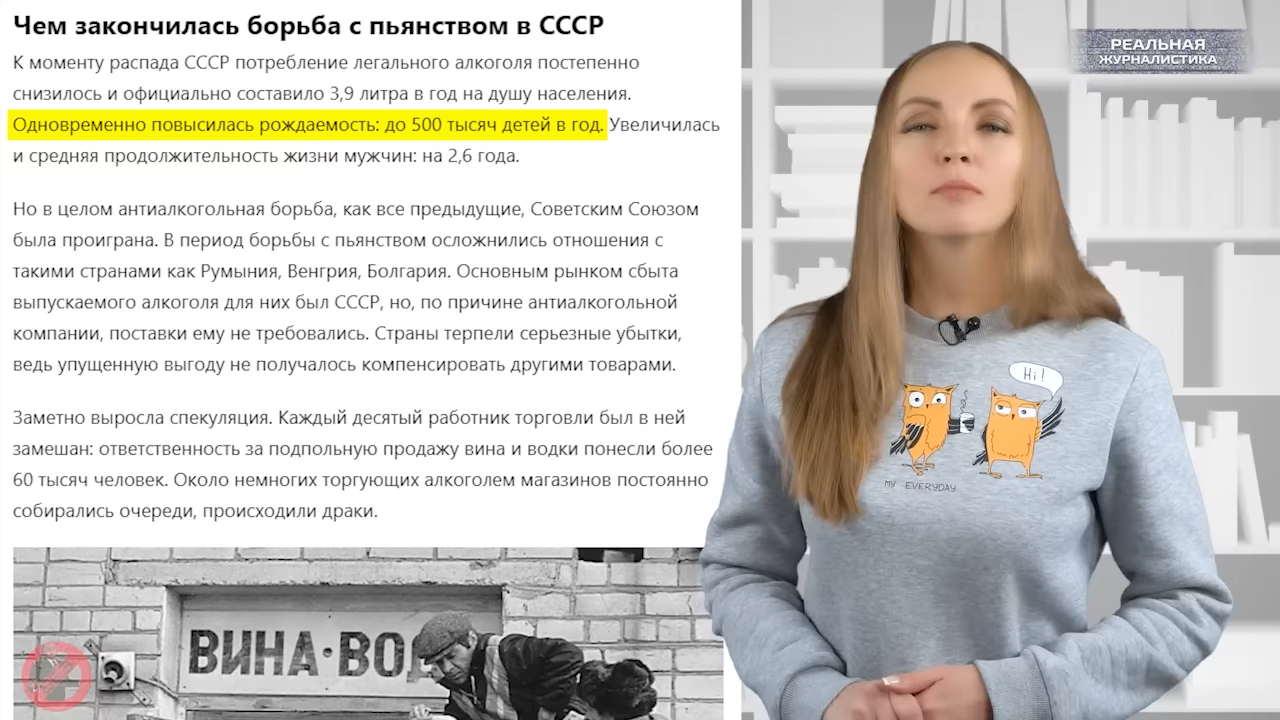 Чем закончилась борьба с пьянством в СССР
К моменту распада СССР потребление легального алкоголя постепенно
снизилось и официально составило 3,9 литра в год на душу населения.
Одновременно повысилась рождаемость: до 500 тысяч детей в год. Увеличилась
и средняя продолжительность жизни мужчин: на 2,6 года.
Но в целом антиалкогольная борьба, как все предыдущие, Советским Союзом
была проиграна. В период борьбы с пьянством осложнились отношения с
такими странами как Румыния, Венгрия, Болгария. Основным рынком сбыта
выпускаемого алкоголя для них был СССР, но, по причине антиалкогольной
компании, поставки ему не требовались. Страны терпели серьезные убытки,
ведь упущенную выгоду не получалось компенсировать другими товарами.
Заметно выросла спекуляция. Каждый десятый работник торговли был в ней
замешан: ответственность за подпольную продажу вина и водки понесли более
60 тысяч человек. Около немногих торгующих алкоголем магазинов постоянно
собирались очереди, происходили драки.
ВИНА·ВОД
РЕАЛЬНАЯ
ЖУРНАЛИСТИКА
Hi!
MY EVERYDAY